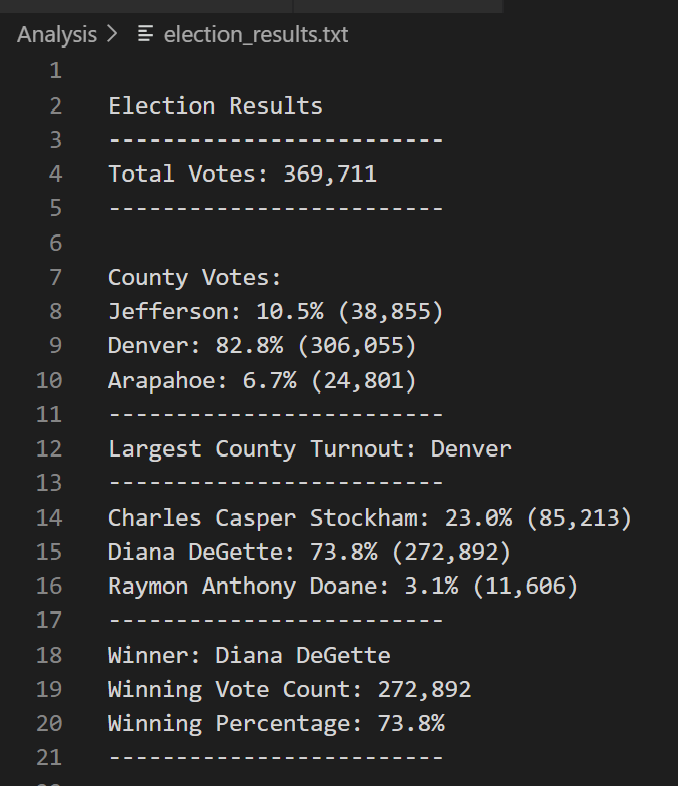 Analysis > election_results.txt
1
2 Election Results
3 -------------------------
4 Total Votes: 369,711
5 -------------------------
6
7 County Votes:
8 Jefferson: 10.5% (38,855)
9 Denver: 82.8% (306,055)
10 Arapahoe: 6.7% (24,801)
11 -------------------------
12 Largest County Turnout: Denver
13 -------------------------
14 Charles Casper Stockham: 23.0% (85,213)
15 Diana DeGette: 73.8% (272,892)
16 Raymon Anthony Doane: 3.1% (11,606)
17 -------------------------
18 Winner: Diana DeGette
19 Winning Vote Count: 272,892
20 Winning Percentage: 73.8%
21 -------------------------